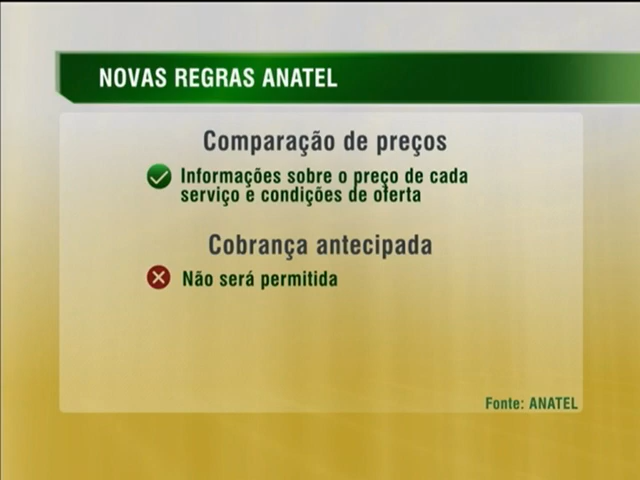 NOVAS REGRAS ANATEL
Comparação de preços
Informações sobre o preço de cada
serviço e condições de oferta
Cobrança antecipada
Não será permitida
Fonte: ANATEL